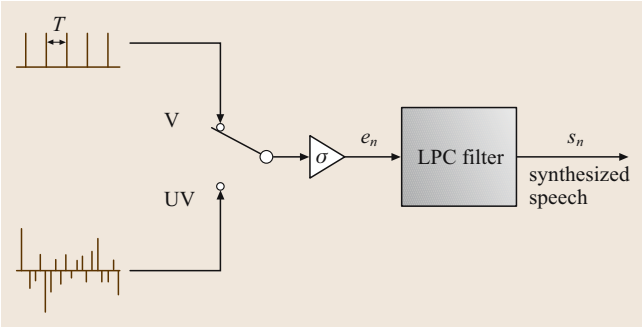 T
V
σ
e_n
LPC filter
s_n
synthesized
speech
UV